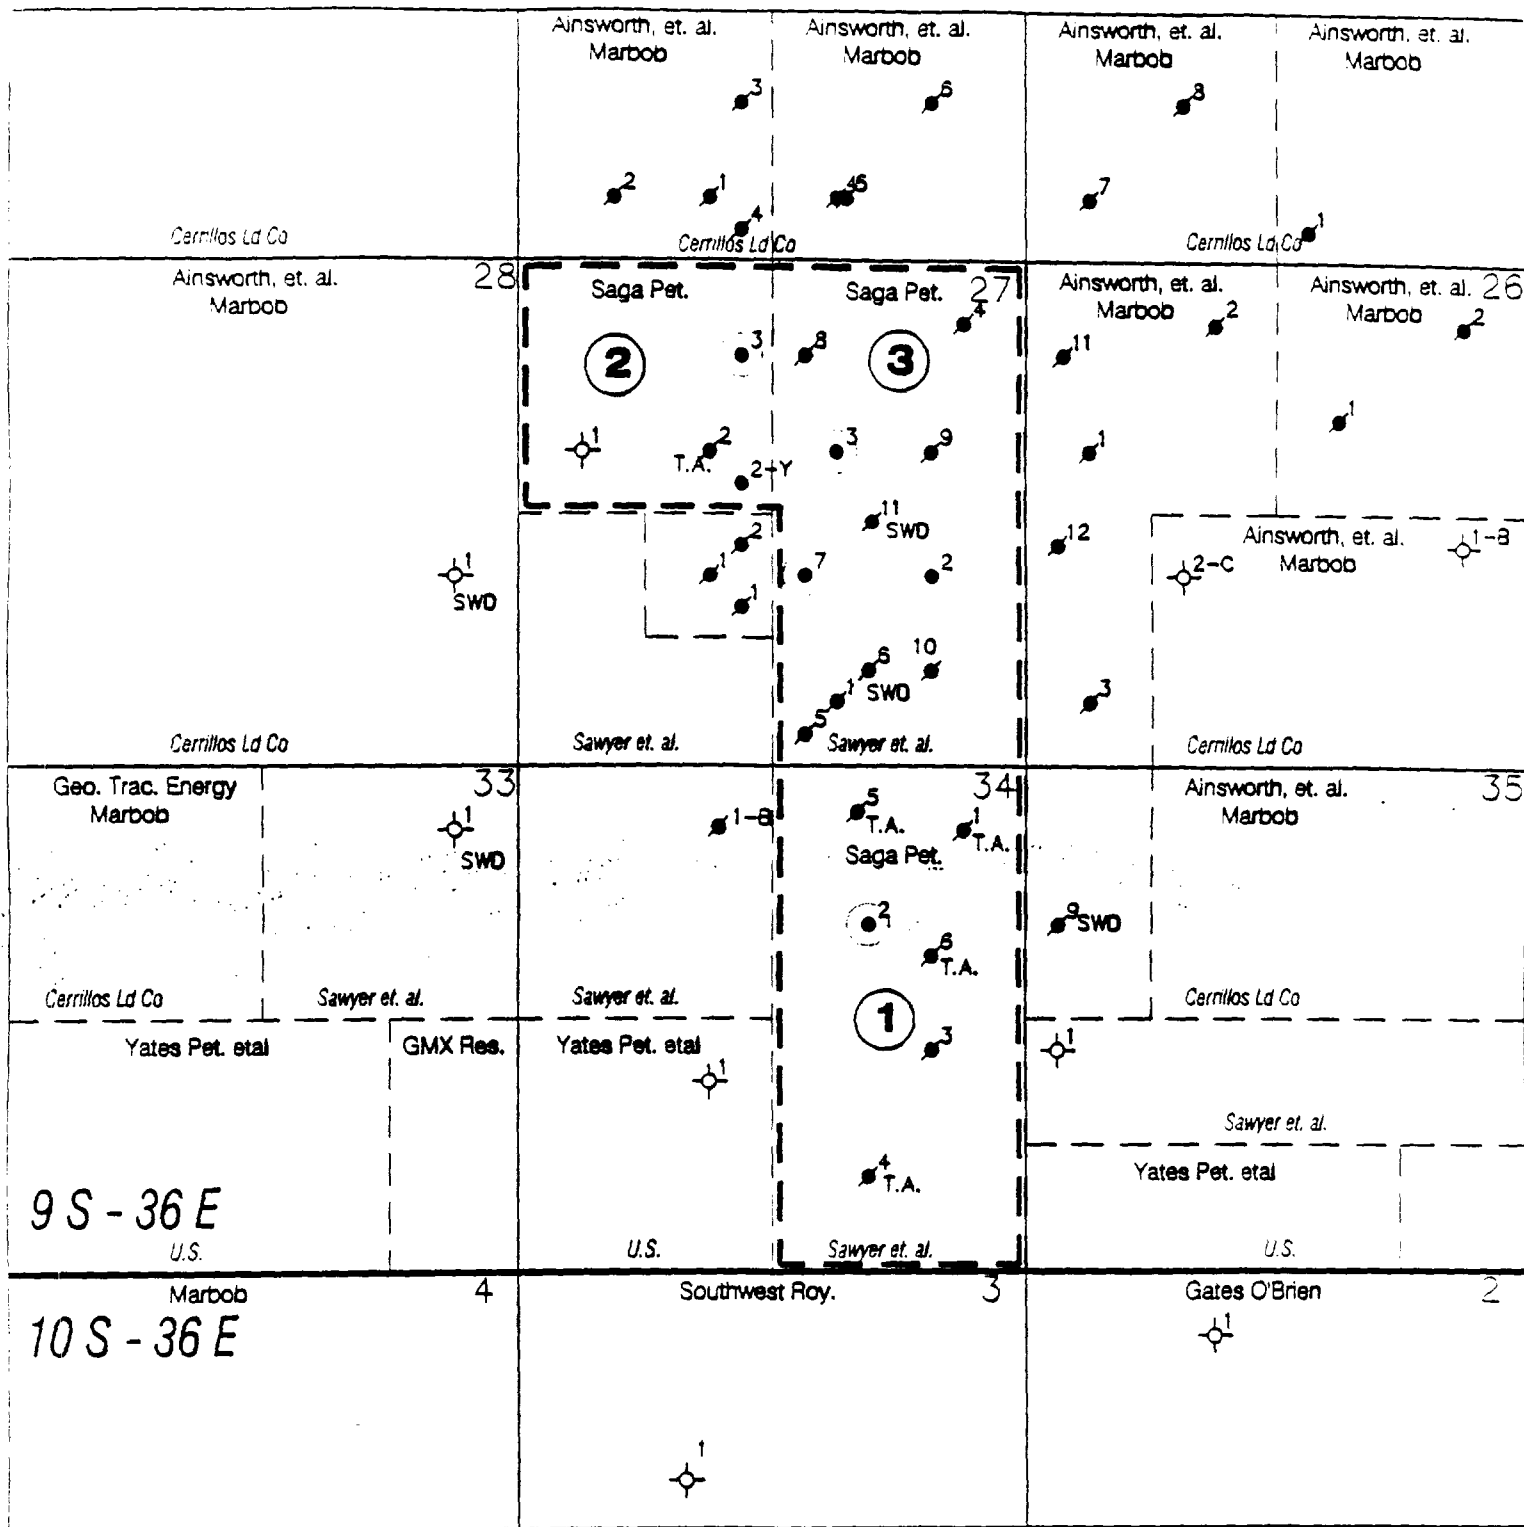 Ainsworth, et. al.
Marbob
Ainsworth, et. al.
Marbob
Ainsworth, et. al.
Marbob
Ainsworth, et. al.
Marbob
3
6
8
2
1
4
7
1
Cerrillos Ld Co
Cerrillos Ld Co
Cerrillos Ld Co
Ainsworth, et. al.
Marbob
28
Saga Pet.
Saga Pet.
27
Ainsworth, et. al.
Marbob
Ainsworth, et. al.
Marbob
26
2
3
3
8
4
11
2
2
1
2
T.A.
2-Y
3
9
1
1
11
SWD
1
SWD
2
1
1
7
2
12
Ainsworth, et. al.
Marbob
2-C
1-B
6
SWD
10
1
5
3
Cerrillos Ld Co
Sawyer et. al.
Sawyer et. al.
Cerrillos Ld Co
Geo. Trac. Energy
Marbob
33
34
Ainsworth, et. al.
Marbob
35
1
SWD
1-B
5
T.A.
1
T.A.
Saga Pet.
2
6
T.A.
9
SWD
Cerrillos Ld Co
Sawyer et. al.
Sawyer et. al.
1
Cerrillos Ld Co
Yates Pet. etal
GMX Res.
Yates Pet. etal
1
3
1
Sawyer et. al.
4
T.A.
Yates Pet. etal
9 S - 36 E
U.S.
U.S.
Sawyer et. al.
U.S.
Marbob
4
Southwest Roy.
3
Gates O'Brien
2
10 S - 36 E
1
1